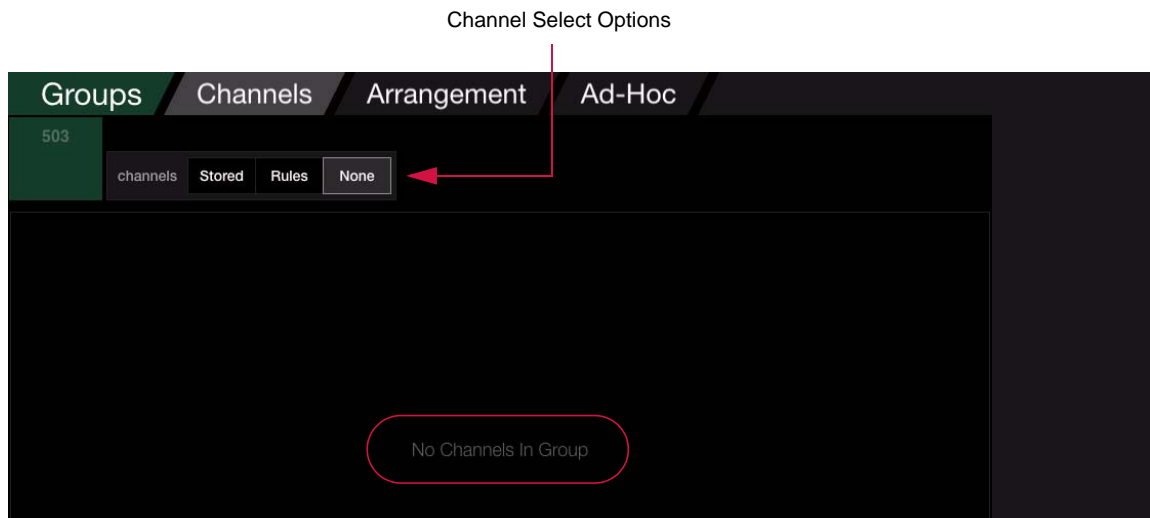 Channel Select Options
Groups Channels Arrangement Ad-Hoc
503
channels Stored Rules None
No Channels In Group